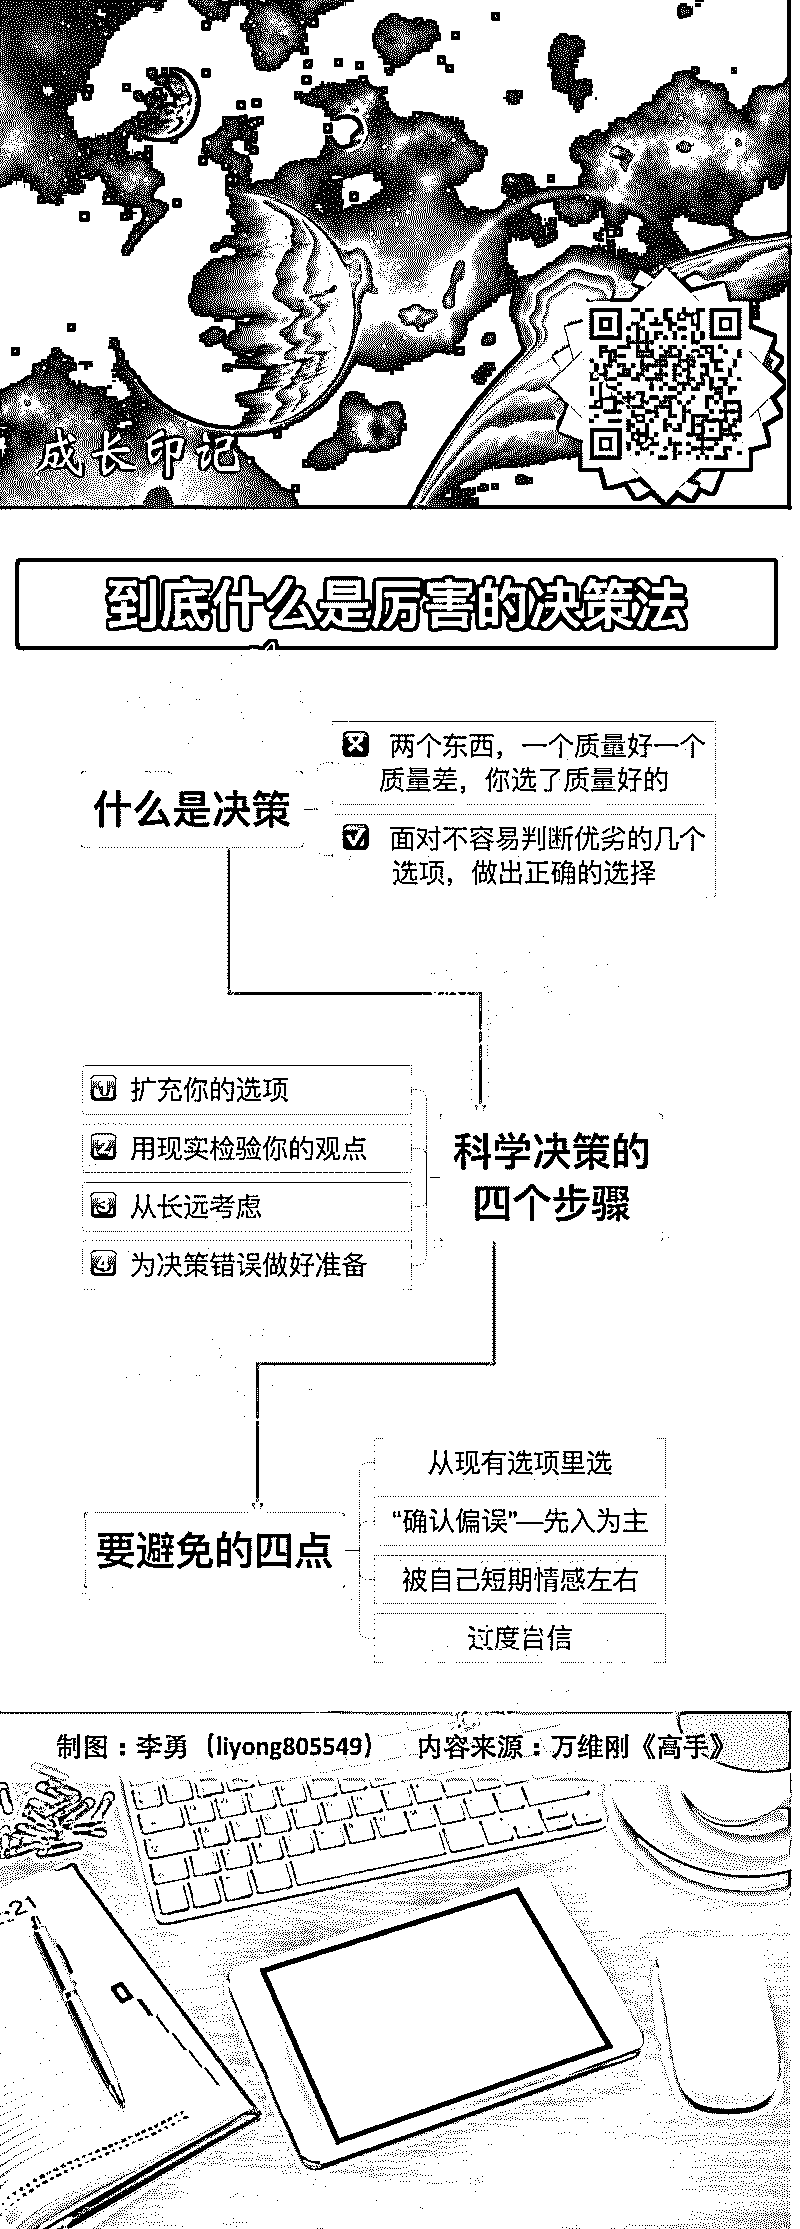 成长印记
到底什么是厉害的决策法
两个东西，一个质量好一个
质量差，你选了质量好的
什么是决策
面对不容易判断优劣的几个
选项，做出正确的选择
1 扩充你的选项
2 用现实检验你的观点
3 从长远考虑
4 为决策错误做好准备
科学决策的
四个步骤
从现有选项里选
“确认偏误”—先入为主
要避免的四点
被自己短期情感左右
过度自信
制图：李勇（liyong805549） 内容来源：万维刚《高手》
-21